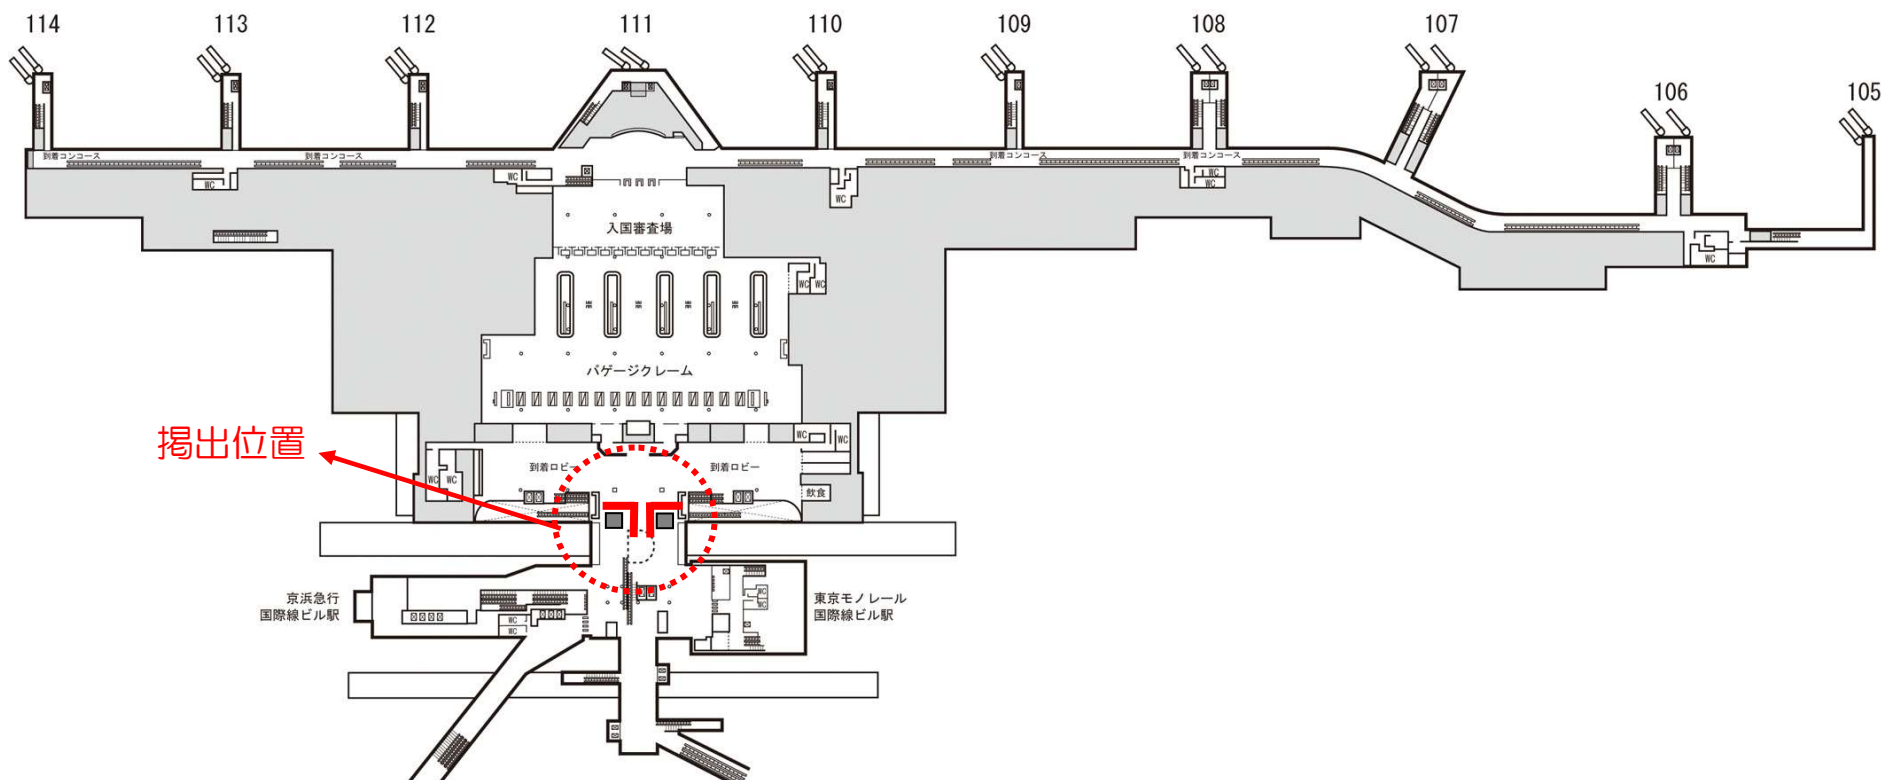 114
113
112
111
110
109
108
107
106
105
到着コンコース
到着コンコース
到着コンコース
到着コンコース
WC
WC
WC
WC
WC
WC
入国審査場
WC
WC
バゲージクレーム
掲出位置
WC
WC
到着ロビー
到着ロビー
WC
WC
飲食
京浜急行
国際線ビル駅
東京モノレール
国際線ビル駅
WC
WC
WC
WC